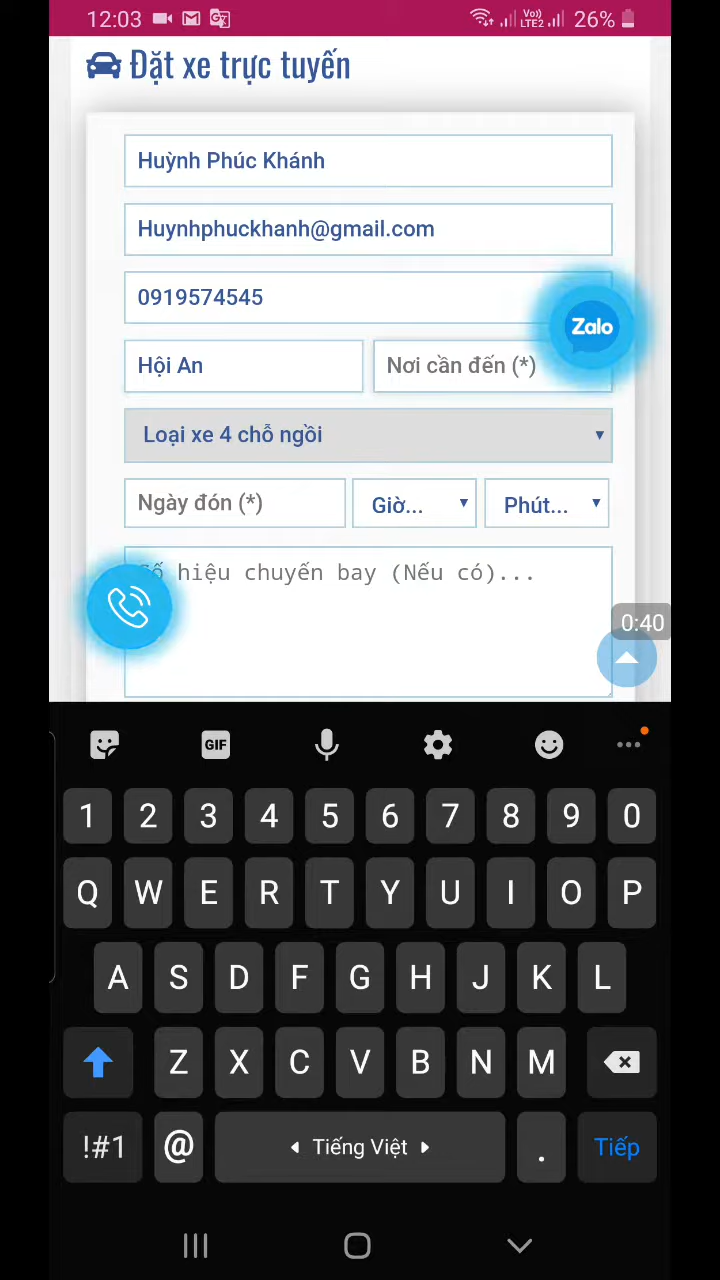 12:03 Vo)) LTE2 26%
Đặt xe trực tuyến
Huỳnh Phúc Khánh
Huynhphuckhanh@gmail.com
0919574545
Zalo
Hội An Nơi cần đến (*)
Loại xe 4 chỗ ngồi
Ngày đón (*) Giờ... Phút...
Số hiệu chuyến bay (Nếu có)...
0:40
GIF
1 2 3 4 5 6 7 8 9 0
Q W E R T Y U I O P
A S D F G H J K L
Z X C V B N M
!#1 @ Tiếng Việt . Tiếp